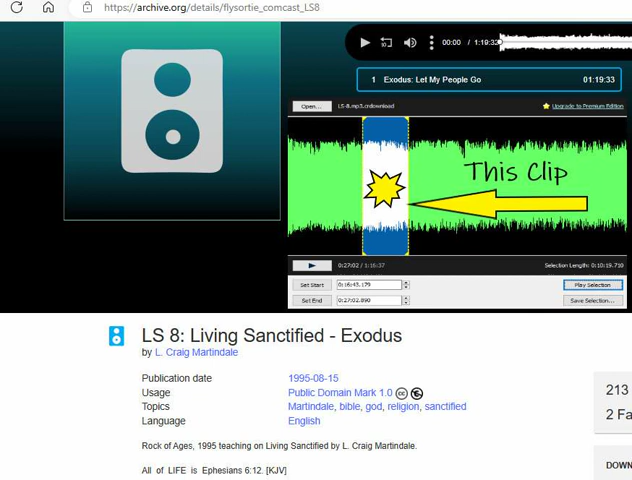 https://archive.org/details/flysortie_comcast_LS8
00:00 / 1:19:33
1 Exodus: Let My People Go 01:19:33
Open... LS-8.mp3.crdownload Upgrade to Premium Edition
This Clip
0:27:02 / 1:16:37 Selection Length: 0:10:19.710
Set Start 0:16:43.179 Play Selection
Set End 0:27:02.890 Save Selection...
LS 8: Living Sanctified - Exodus
by L. Craig Martindale
Publication date 1995-08-15
Usage Public Domain Mark 1.0
Topics Martindale, bible, god, religion, sanctified
Language English
213
2 Fa
Rock of Ages, 1995 teaching on Living Sanctified by L. Craig Martindale.
All of LIFE is Ephesians 6:12. [KJV]
DOWN